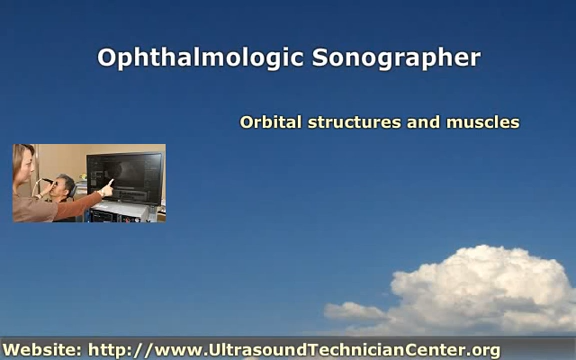 Ophthalmologic Sonographer
Orbital structures and muscles
Website: http://www.UltrasoundTechnicianCenter.org